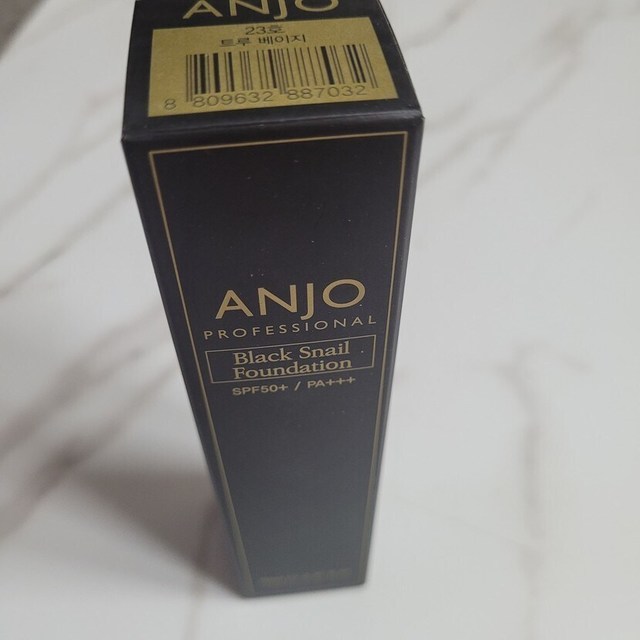 ANJO
23호
트루 베이지
8 809632 887032
ANJO
PROFESSIONAL
Black Snail
Foundation
SPF50+ / PA+++